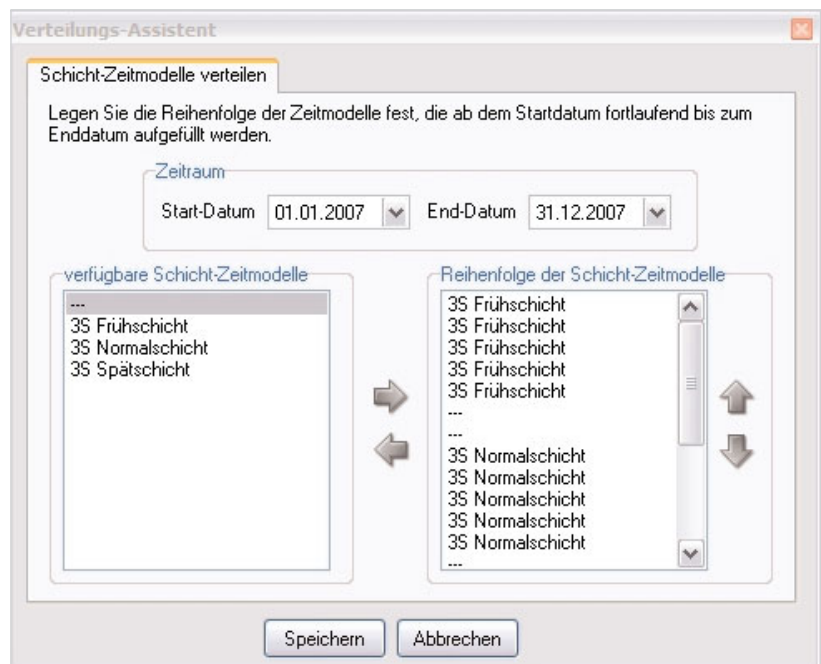 Verteilungs-Assistent
Schicht-Zeitmodelle verteilen
Legen Sie die Reihenfolge der Zeitmodelle fest, die ab dem Startdatum fortlaufend bis zum
Enddatum aufgefüllt werden.
Zeitraum
Start-Datum 01.01.2007 End-Datum 31.12.2007
verfügbare Schicht-Zeitmodelle
---
3S Frühschicht
3S Normalschicht
3S Spätschicht
Reihenfolge der Schicht-Zeitmodelle
3S Frühschicht
3S Frühschicht
3S Frühschicht
3S Frühschicht
3S Frühschicht
---
---
3S Normalschicht
3S Normalschicht
3S Normalschicht
3S Normalschicht
3S Normalschicht
---
Speichern Abbrechen